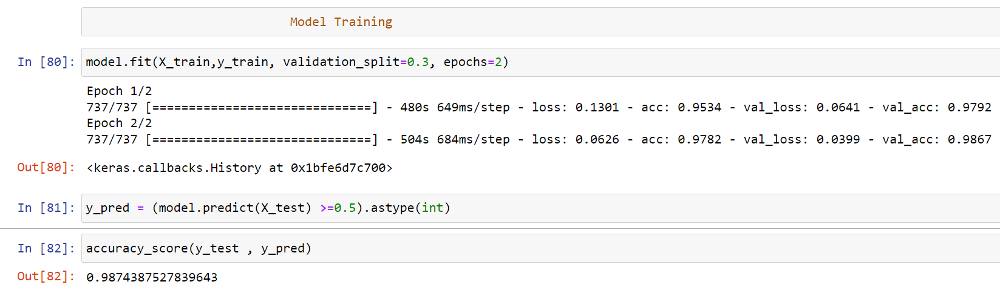 Model Training
In [80]: model.fit(X_train,y_train, validation_split=0.3, epochs=2)
Epoch 1/2
737/737 [==============================] - 480s 649ms/step - loss: 0.1301 - acc: 0.9534 - val_loss: 0.0641 - val_acc: 0.9792
Epoch 2/2
737/737 [==============================] - 504s 684ms/step - loss: 0.0626 - acc: 0.9782 - val_loss: 0.0399 - val_acc: 0.9867
Out[80]: <keras.callbacks.History at 0x1bfe6d7c700>
In [81]: y_pred = (model.predict(X_test) >=0.5).astype(int)
In [82]: accuracy_score(y_test , y_pred)
Out[82]: 0.9874387527839643